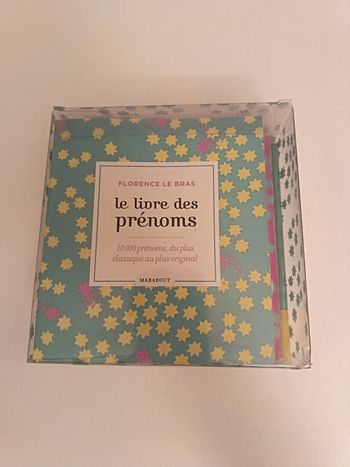 FLORENCE LE BRAS
le livre des
prénoms
10 000 prénoms, du plus
classique au plus original
MARABOUT